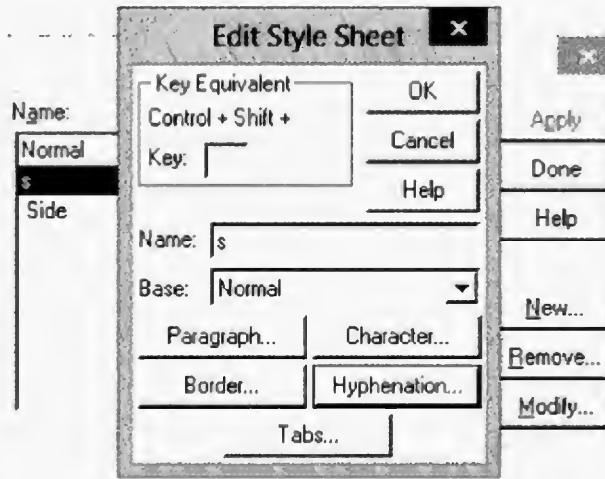 Edit Style Sheet
Key Equivalent
Control + Shift +
Key:
OK
Cancel
Help
Name: s
Base: Normal
Paragraph...
Character...
Border...
Hyphenation...
Tabs...
Name:
Normal
s
Side
Apply
Done
Help
New...
Remove...
Modify...